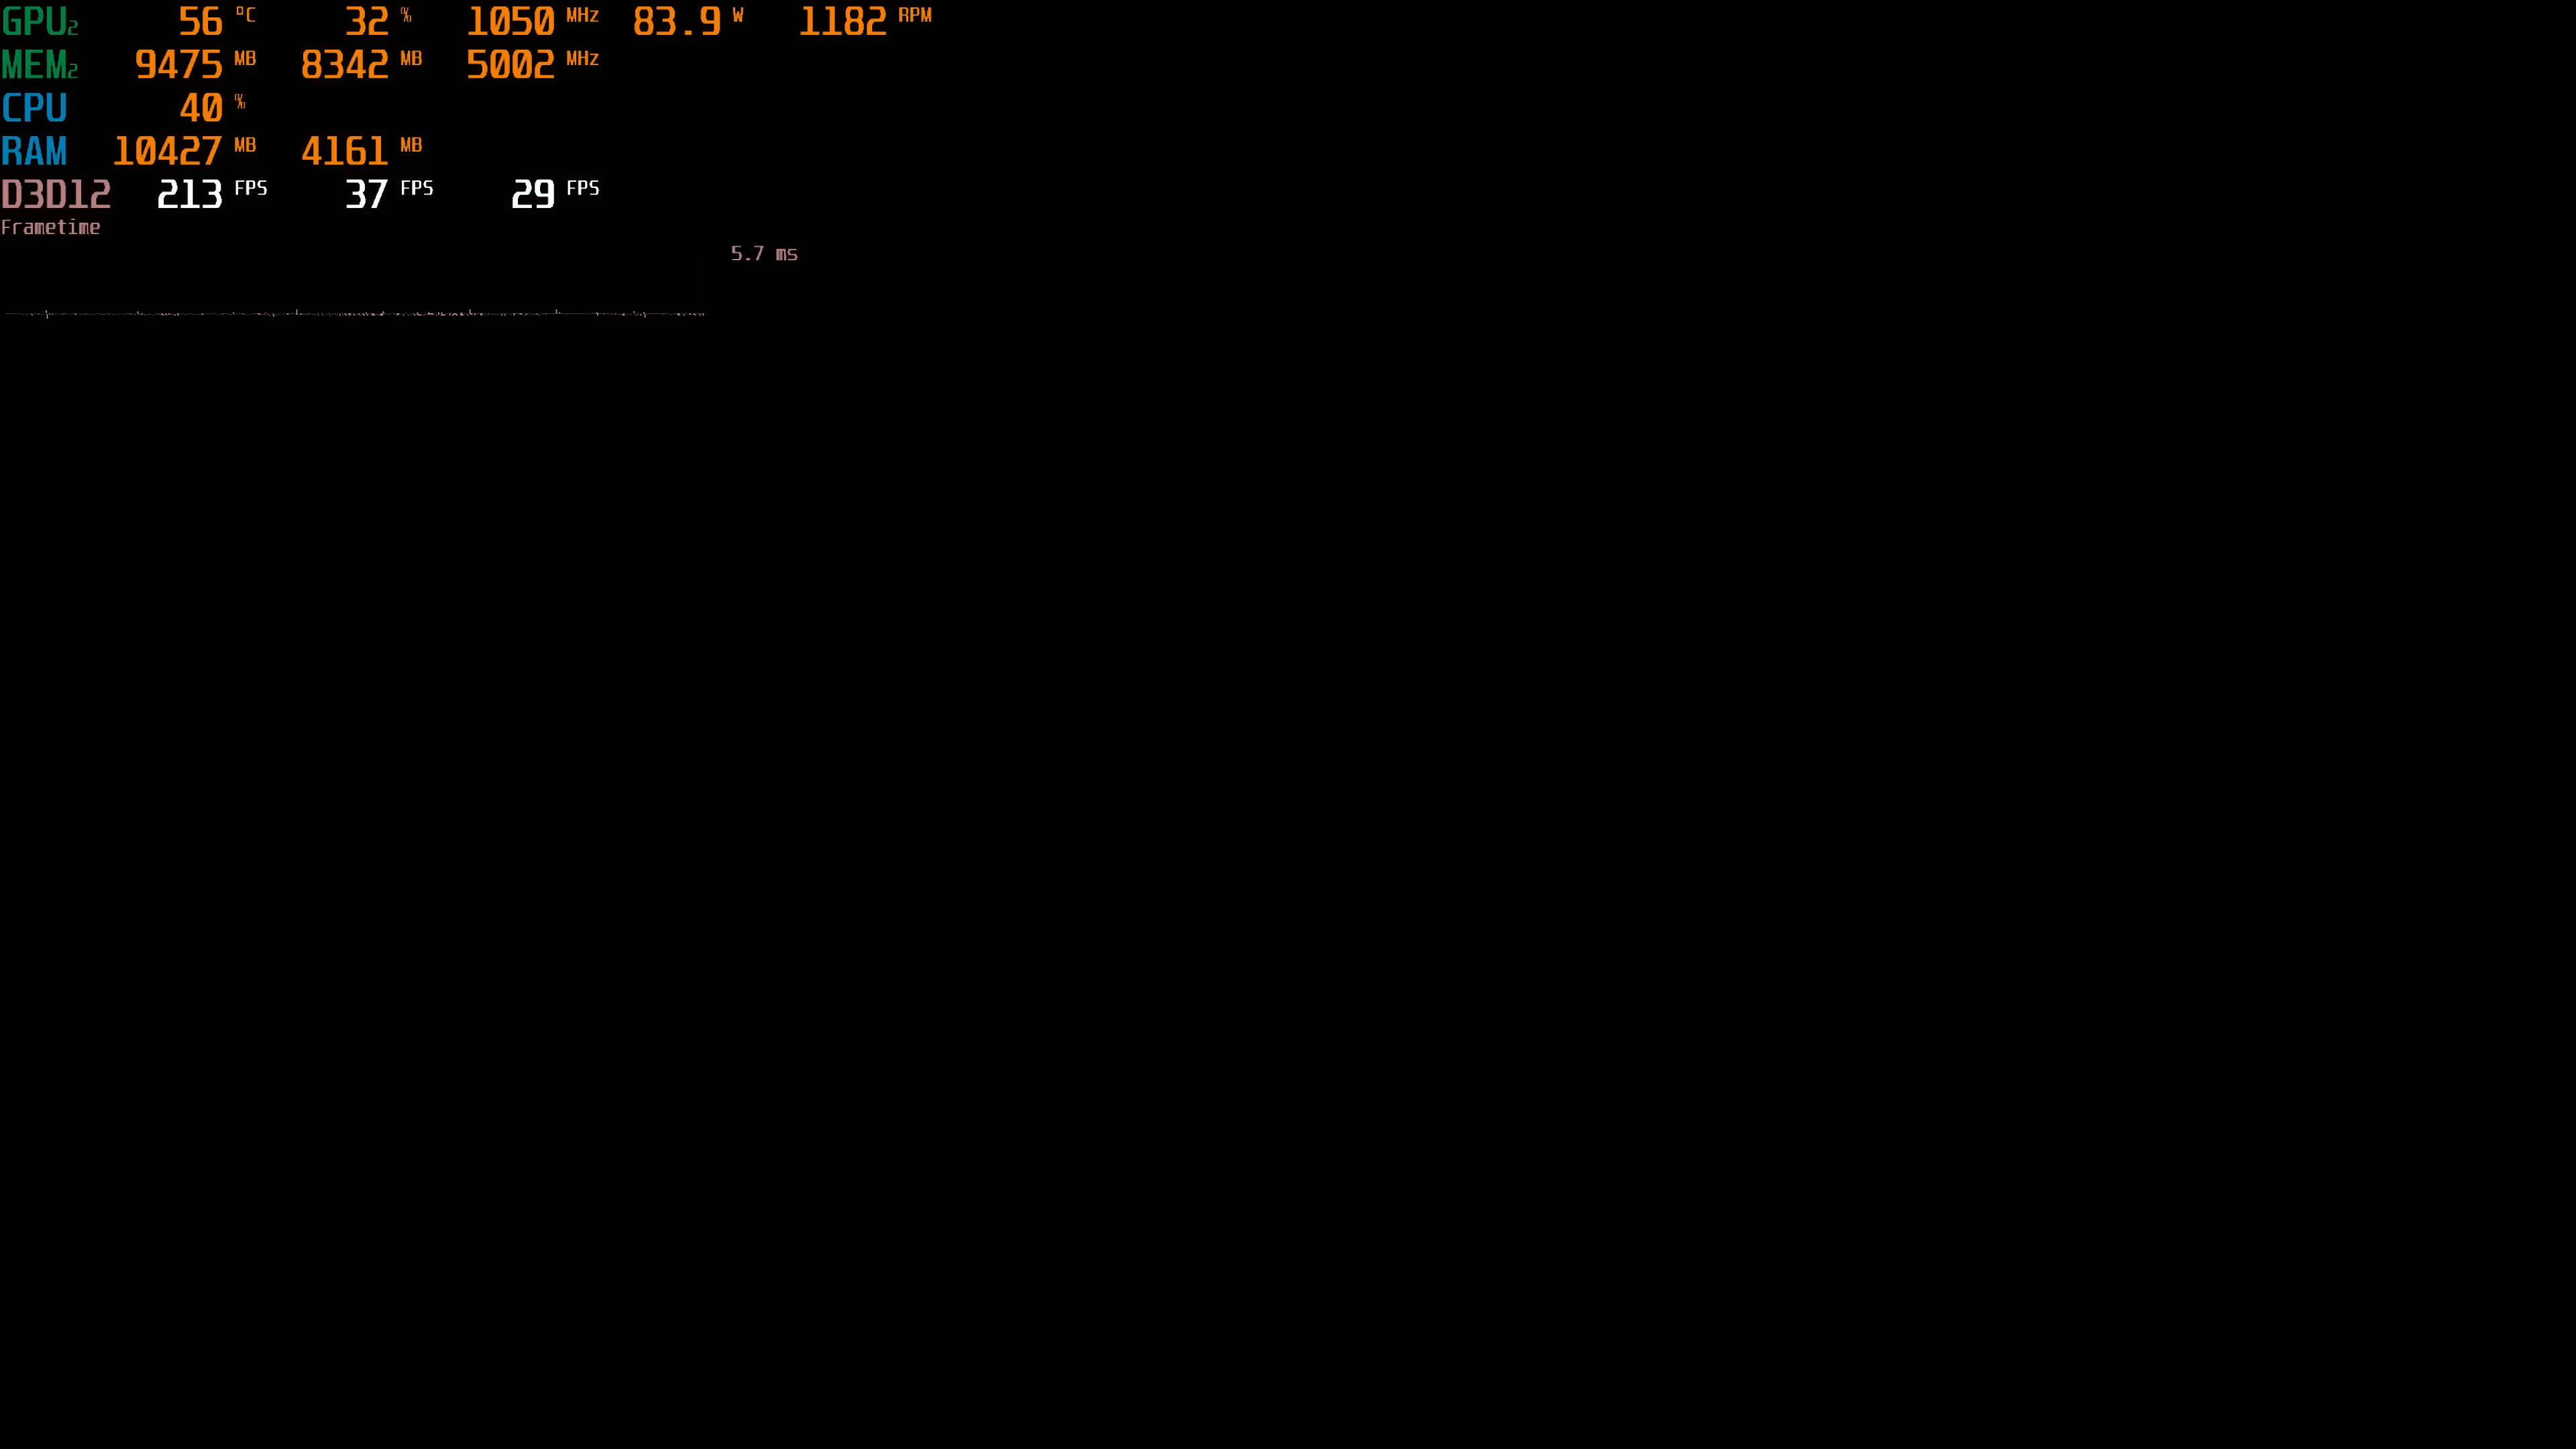 GPU2 56 °C 32 % 1050 MHz 83.9 W 1182 RPM
MEM2 9475 MB 8342 MB 5002 MHz
CPU 40 %
RAM 10427 MB 4161 MB
D3D12 213 FPS 37 FPS 29 FPS
Frametime
5.7 ms